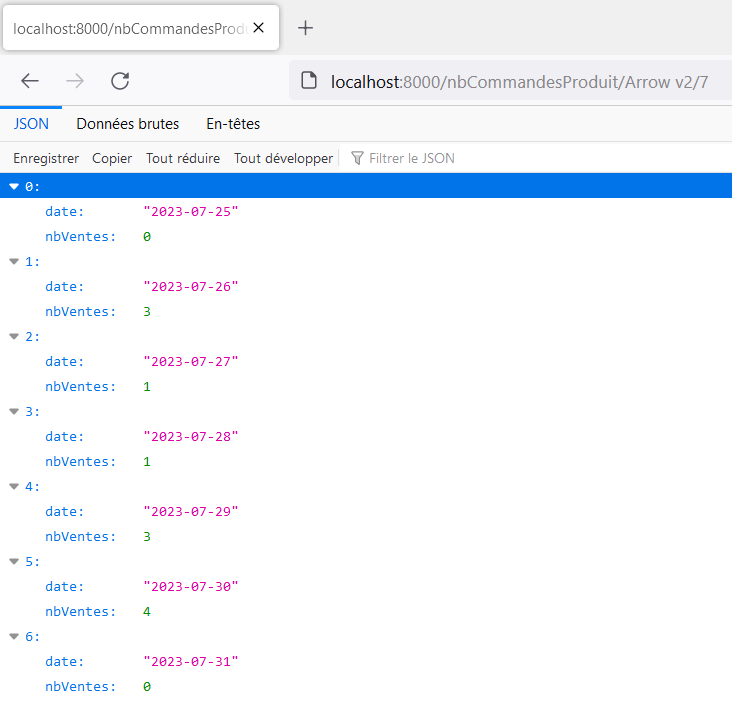 localhost:8000/nbCommandesProd
localhost:8000/nbCommandesProduit/Arrow v2/7
JSON Données brutes En-têtes
Enregistrer Copier Tout réduire Tout développer Filtrer le JSON
0:
date: "2023-07-25"
nbVentes: 0
1:
date: "2023-07-26"
nbVentes: 3
2:
date: "2023-07-27"
nbVentes: 1
3:
date: "2023-07-28"
nbVentes: 1
4:
date: "2023-07-29"
nbVentes: 3
5:
date: "2023-07-30"
nbVentes: 4
6:
date: "2023-07-31"
nbVentes: 0